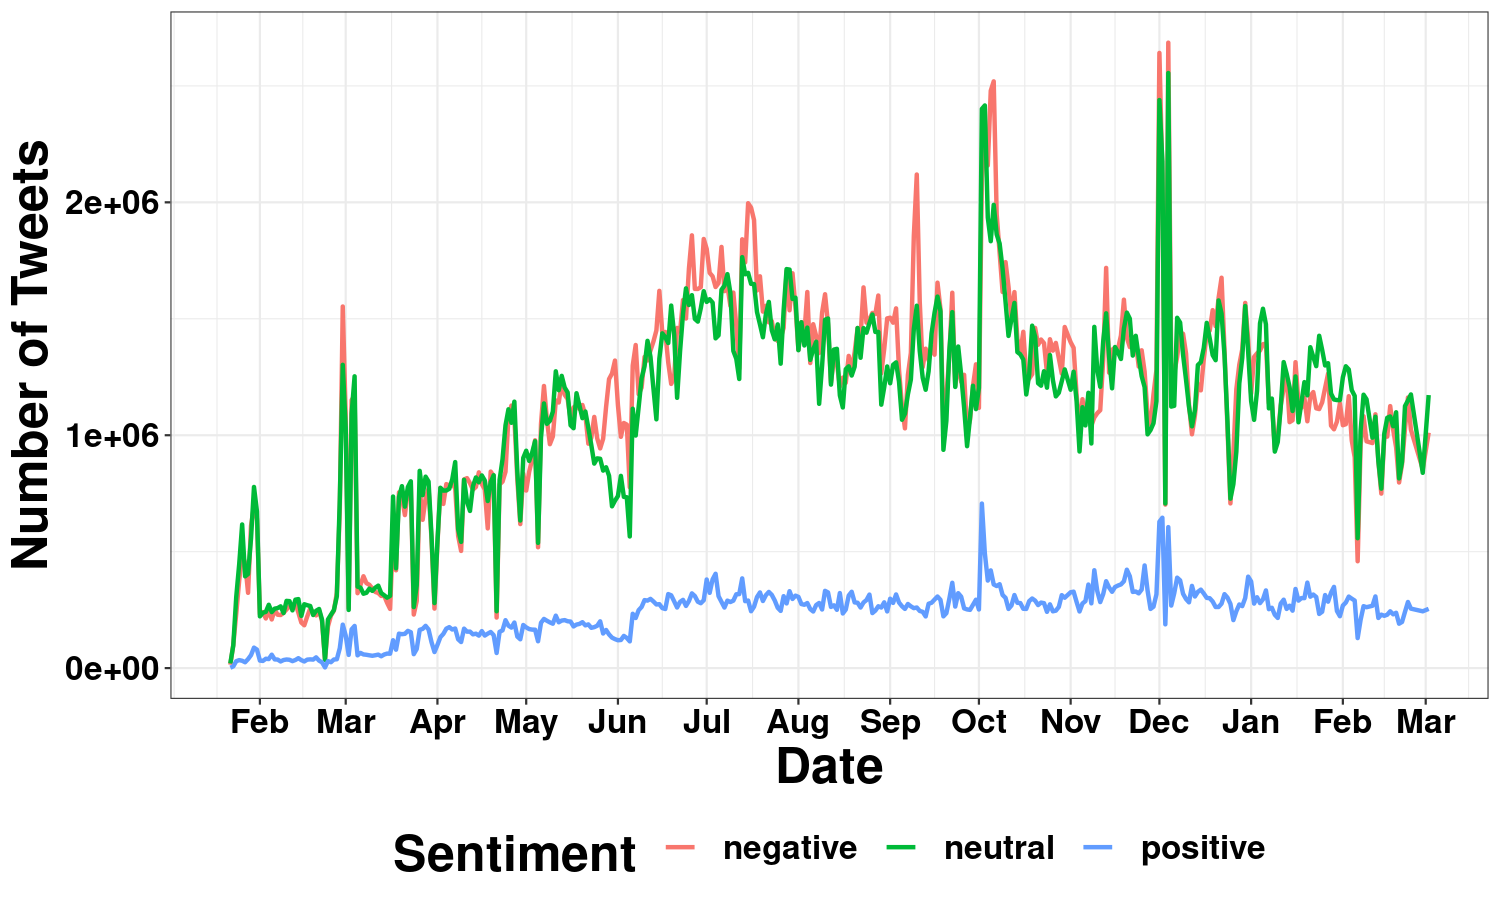 Number of Tweets
2e+06
1e+06
0e+00
Feb Mar Apr May Jun Jul Aug Sep Oct Nov Dec Jan Feb Mar
Date
Sentiment negative neutral positive